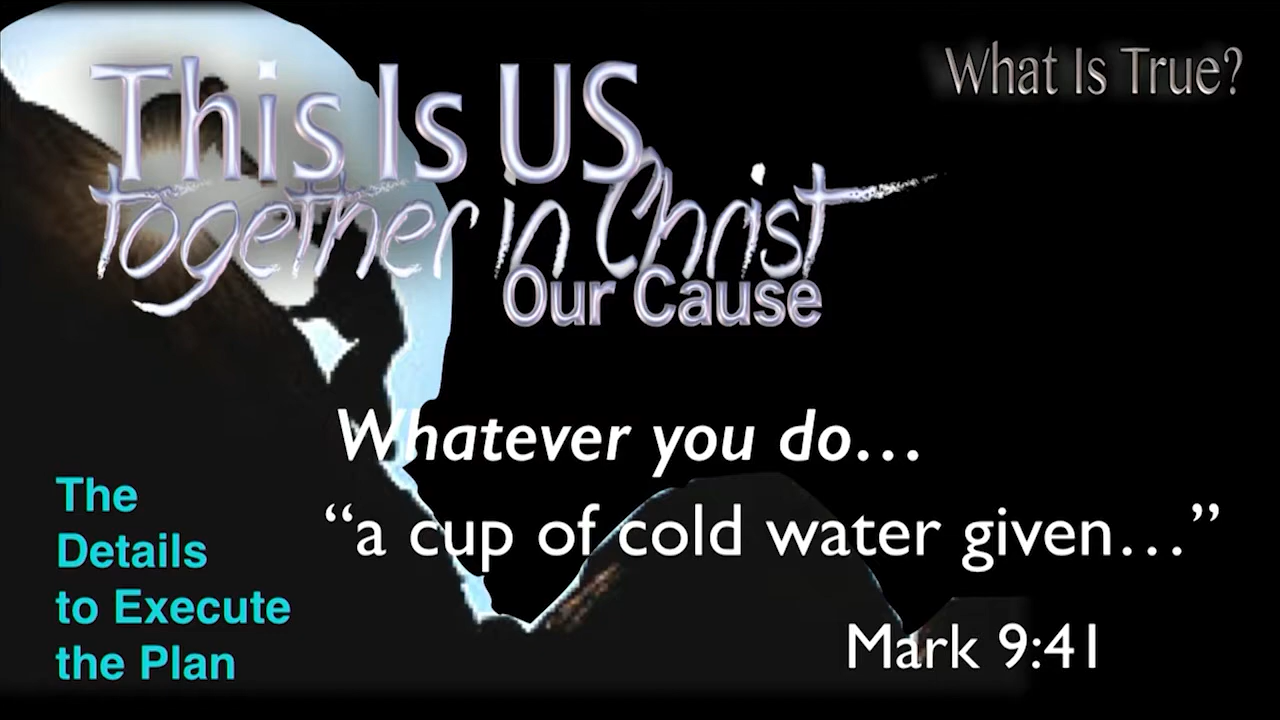 This Is US
What Is True?
together in Christ
Our Cause
Whatever you do…
“a cup of cold water given…”
The
Details
to Execute
the Plan
Mark 9:41